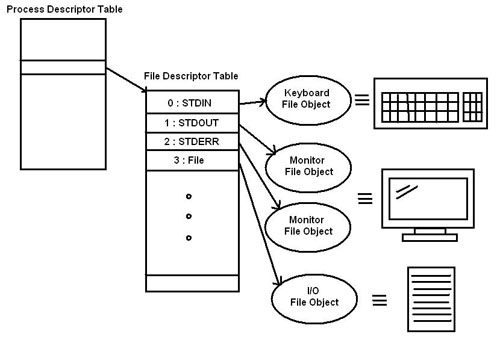 Process Descriptor Table
File Descriptor Table
0 : STDIN
1 : STDOUT
2 : STDERR
3 : File
Keyboard
File Object
Monitor
File Object
Monitor
File Object
I/O
File Object